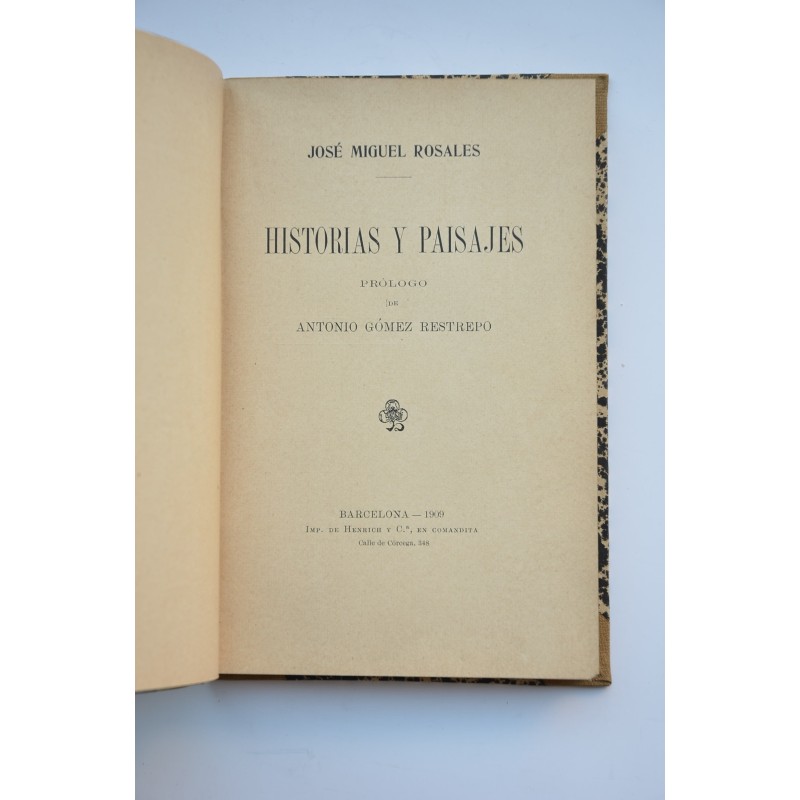 JOSÉ MIGUEL ROSALES
HISTORIAS Y PAISAJES
PRÓLOGO
DE
ANTONIO GÓMEZ RESTREPO
BARCELONA — 1909
IMP. DE HENRICH Y C.ª, EN COMANDITA
Calle de Córcega, 348